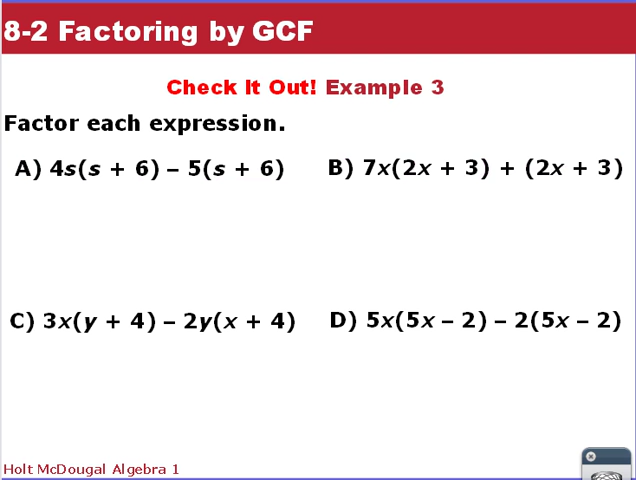 8-2 Factoring by GCF
Check It Out! Example 3
Factor each expression.
A) 4s(s + 6) – 5(s + 6)
B) 7x(2x + 3) + (2x + 3)
C) 3x(y + 4) – 2y(x + 4)
D) 5x(5x – 2) – 2(5x – 2)
Holt McDougal Algebra 1